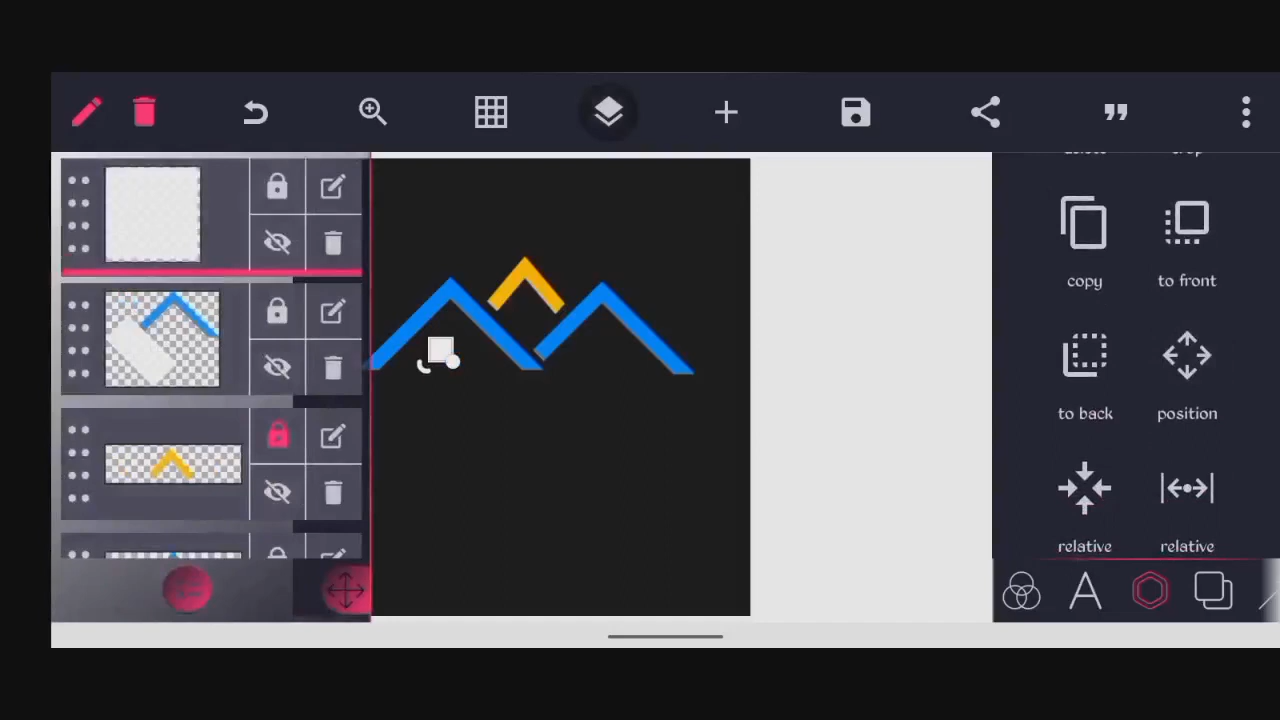 copy
to front
to back
position
relative
relative